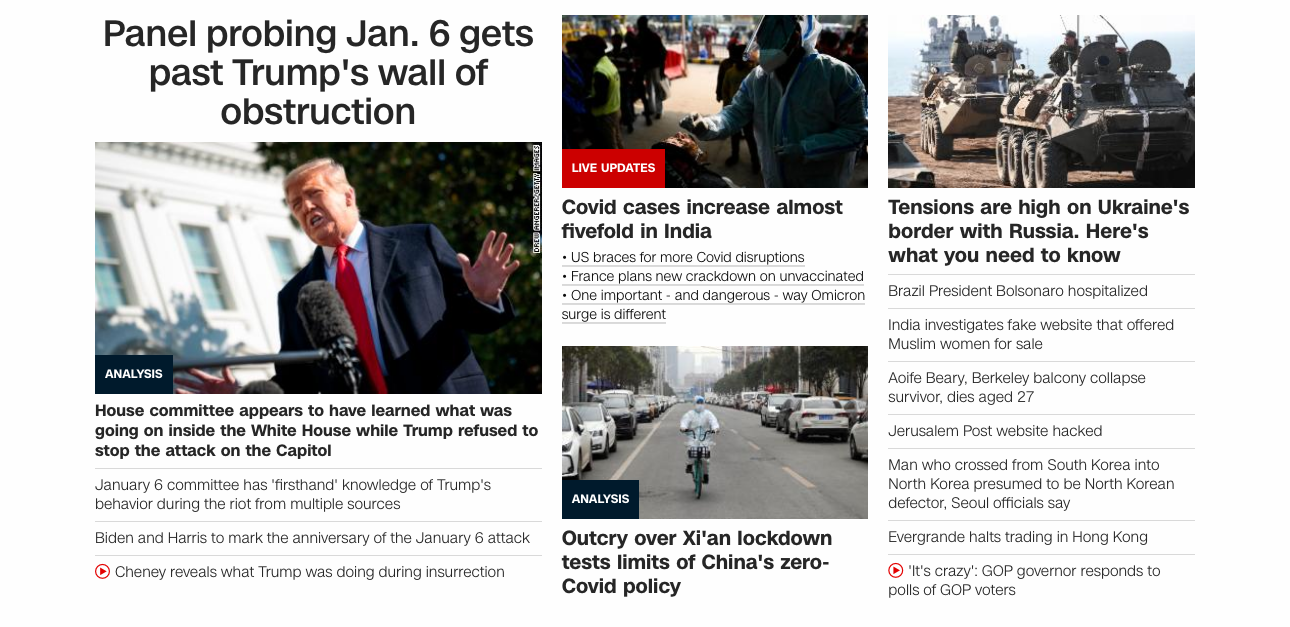 Panel probing Jan. 6 gets
past Trump's wall of
obstruction
DREW ANGERER/GETTY IMAGES
ANALYSIS
House committee appears to have learned what was
going on inside the White House while Trump refused to
stop the attack on the Capitol
January 6 committee has 'firsthand' knowledge of Trump's
behavior during the riot from multiple sources
Biden and Harris to mark the anniversary of the January 6 attack
Cheney reveals what Trump was doing during insurrection
LIVE UPDATES
Covid cases increase almost
fivefold in India
• US braces for more Covid disruptions
• France plans new crackdown on unvaccinated
• One important - and dangerous - way Omicron
surge is different
ANALYSIS
Outcry over Xi'an lockdown
tests limits of China's zero-
Covid policy
Tensions are high on Ukraine's
border with Russia. Here's
what you need to know
Brazil President Bolsonaro hospitalized
India investigates fake website that offered
Muslim women for sale
Aoife Beary, Berkeley balcony collapse
survivor, dies aged 27
Jerusalem Post website hacked
Man who crossed from South Korea into
North Korea presumed to be North Korean
defector, Seoul officials say
Evergrande halts trading in Hong Kong
'It's crazy': GOP governor responds to
polls of GOP voters